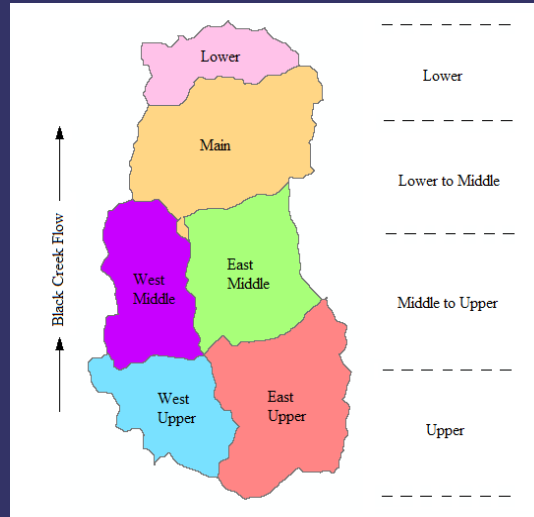 Lower
Main
West
Middle
East
Middle
West
Upper
East
Upper
Black Creek Flow
Lower
Lower to Middle
Middle to Upper
Upper